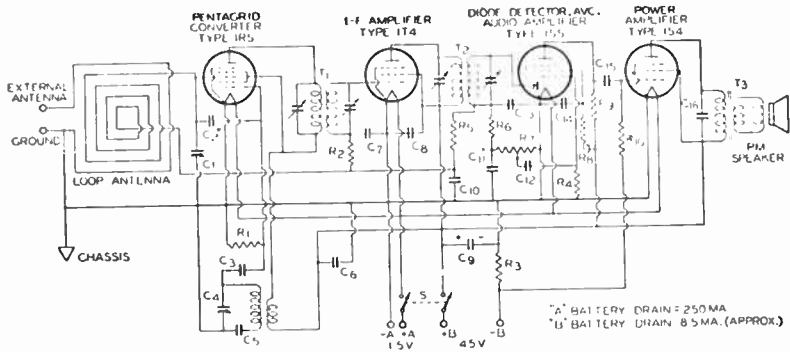 PENTAGRID
CONVERTER
TYPE 1R5
I-F AMPLIFIER
TYPE 1T4
DIODE DETECTOR, AVC.
AUDIO AMPLIFIER
TYPE 1S5
POWER
AMPLIFIER
TYPE 1S4
EXTERNAL
ANTENNA
GROUND
LOOP ANTENNA
CHASSIS
T1
T2
T3
PM
SPEAKER
C1
R2
C7
C8
R5
C10
R6
C11
R7
C12
R4
R8
C15
R10
C16
R1
C3
C4
C5
C6
C9
R3
S
-A
+A
+B
-B
1.5V
45V
"A" BATTERY DRAIN = 250 MA
"B" BATTERY DRAIN 8.5 MA. (APPROX.)